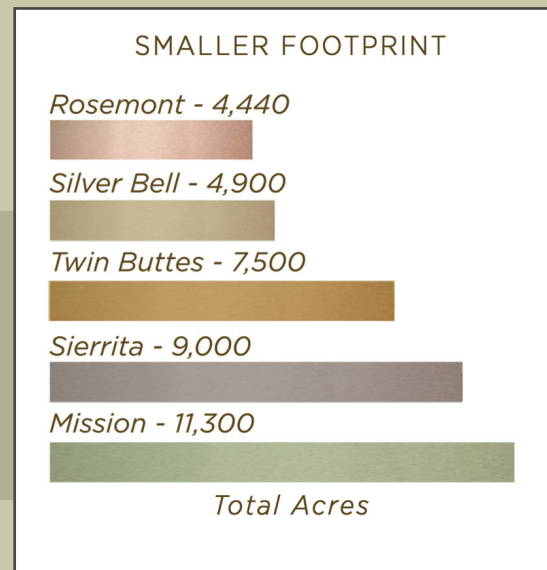 SMALLER FOOTPRINT
Rosemont - 4,440
Silver Bell - 4,900
Twin Buttes - 7,500
Sierrita - 9,000
Mission - 11,300
Total Acres